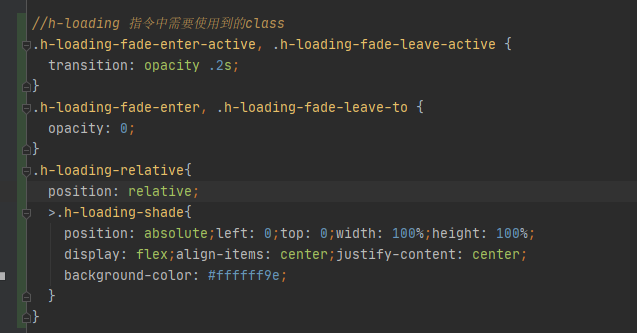 //h-loading 指令中需要使用到的class
.h-loading-fade-enter-active, .h-loading-fade-leave-active {
transition: opacity .2s;
}
.h-loading-fade-enter, .h-loading-fade-leave-to {
opacity: 0;
}
.h-loading-relative{
position: relative;
>.h-loading-shade{
position: absolute;left: 0;top: 0;width: 100%;height: 100%;
display: flex;align-items: center;justify-content: center;
background-color: #ffffff9e;
}
}